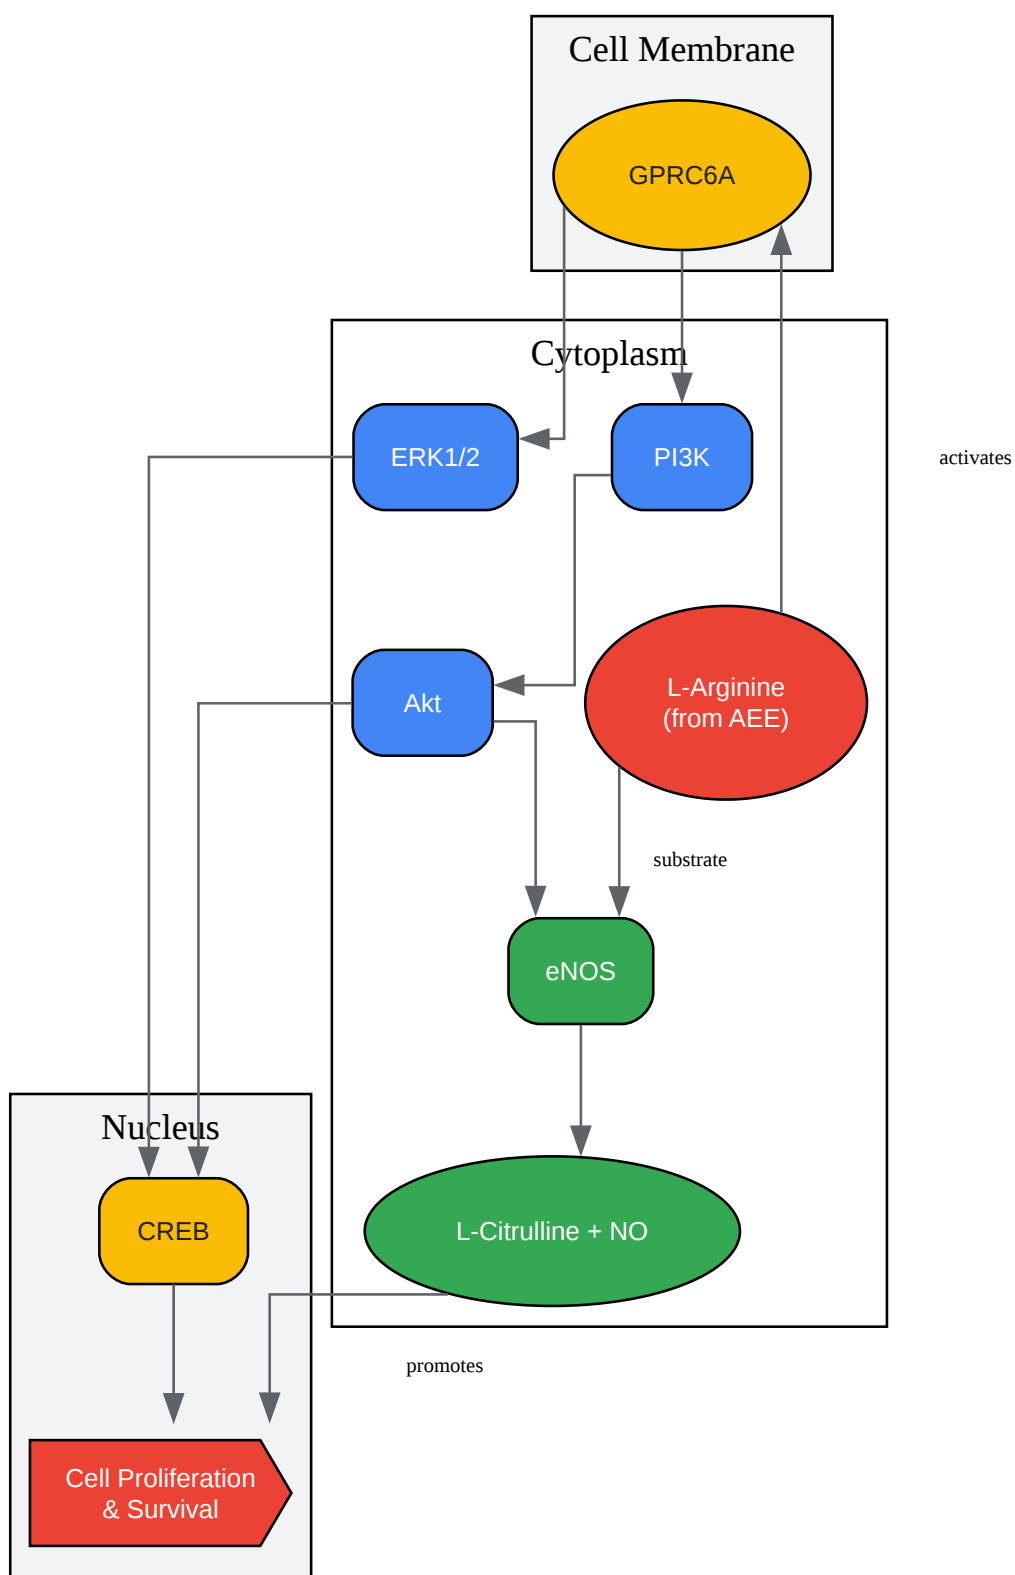 Cell Membrane
GPRC6A
Cytoplasm
ERK1/2
PI3K
activates
Akt
L-Arginine
(from AEE)
substrate
eNOS
Nucleus
CREB
L-Citrulline + NO
promotes
Cell Proliferation
& Survival